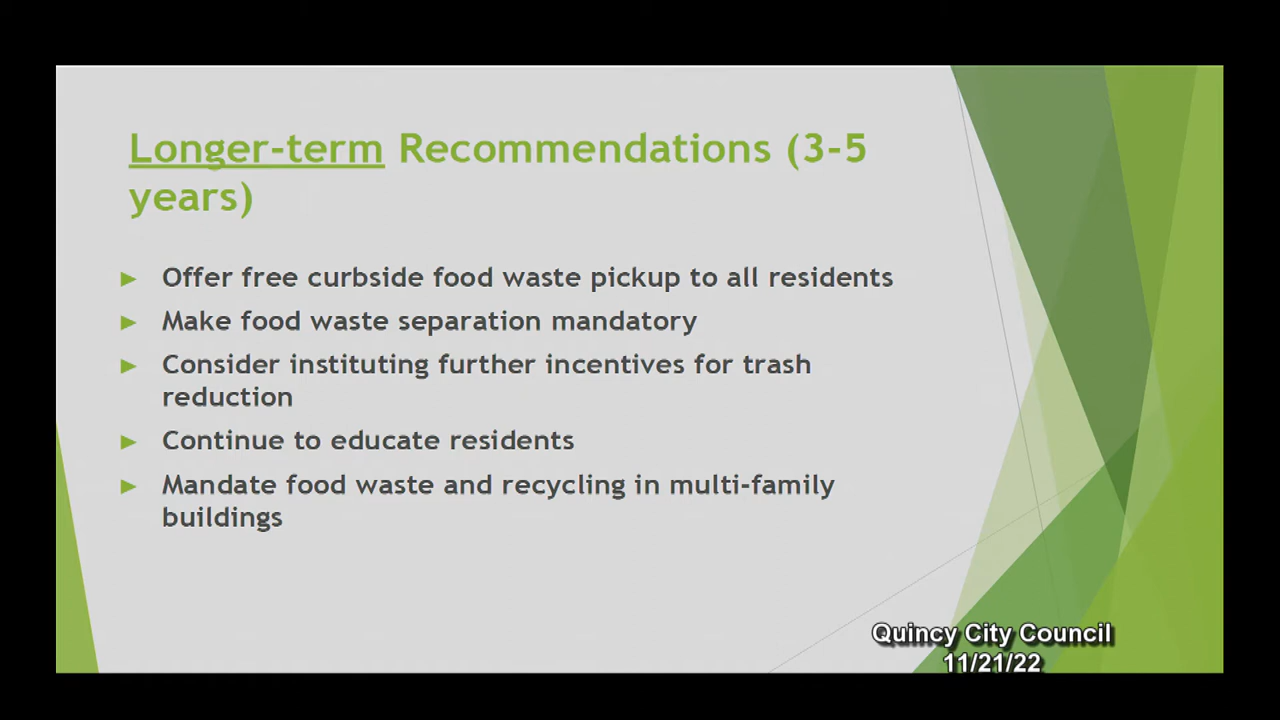 Longer-term Recommendations (3-5
years)
Offer free curbside food waste pickup to all residents
Make food waste separation mandatory
Consider instituting further incentives for trash
reduction
Continue to educate residents
Mandate food waste and recycling in multi-family
buildings
Quincy City Council
11/21/22